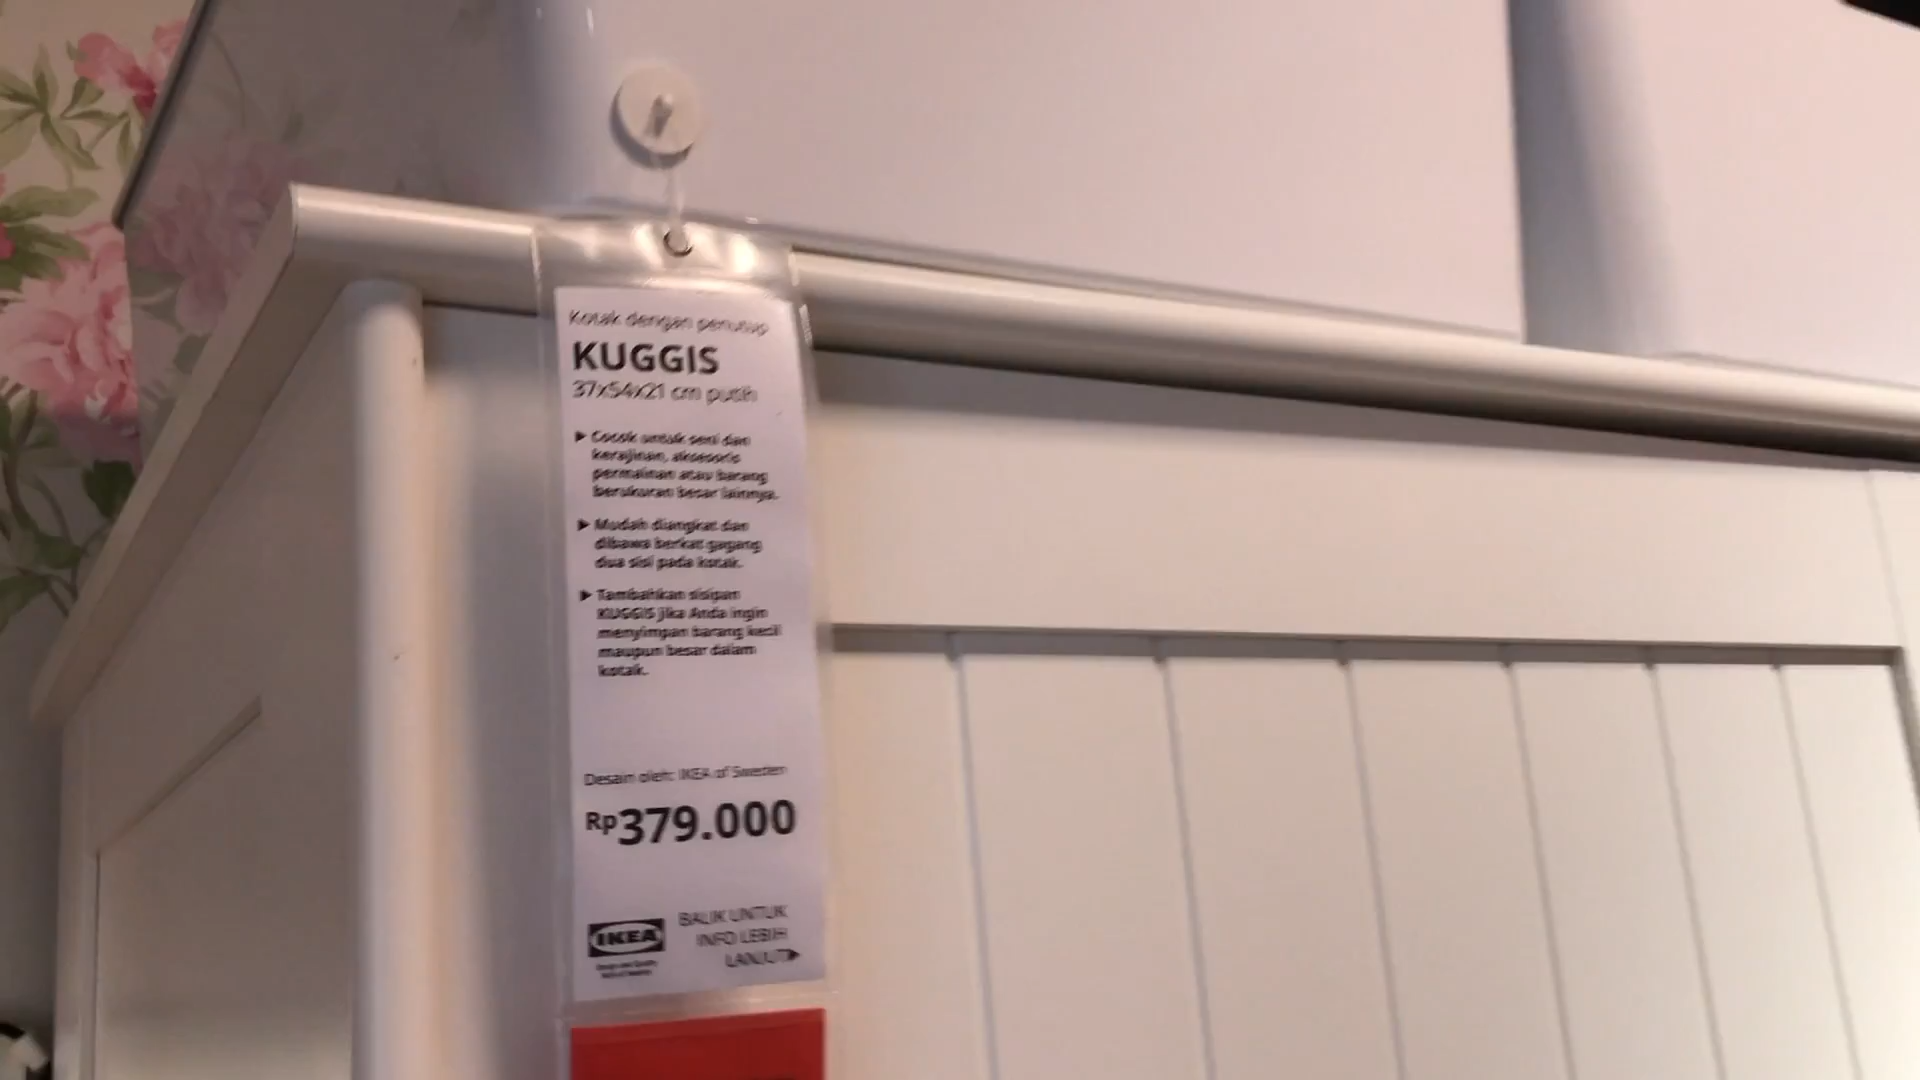 Kotak dengan penutup
KUGGIS
37x54x21 cm putih
▶ Cocok untuk seni dan
kerajinan, aksesoris
permainan atau barang
berukuran besar lainnya.
▶ Mudah diangkat dan
dibawa berkat gagang
dua sisi pada kotak.
▶ Tambahkan sisipan
KUGGIS jika Anda ingin
menyimpan barang kecil
maupun besar dalam
kotak.
Desain oleh: IKEA of Sweden
Rp379.000
IKEA
BALIK UNTUK
INFO LEBIH
LANJUT▶